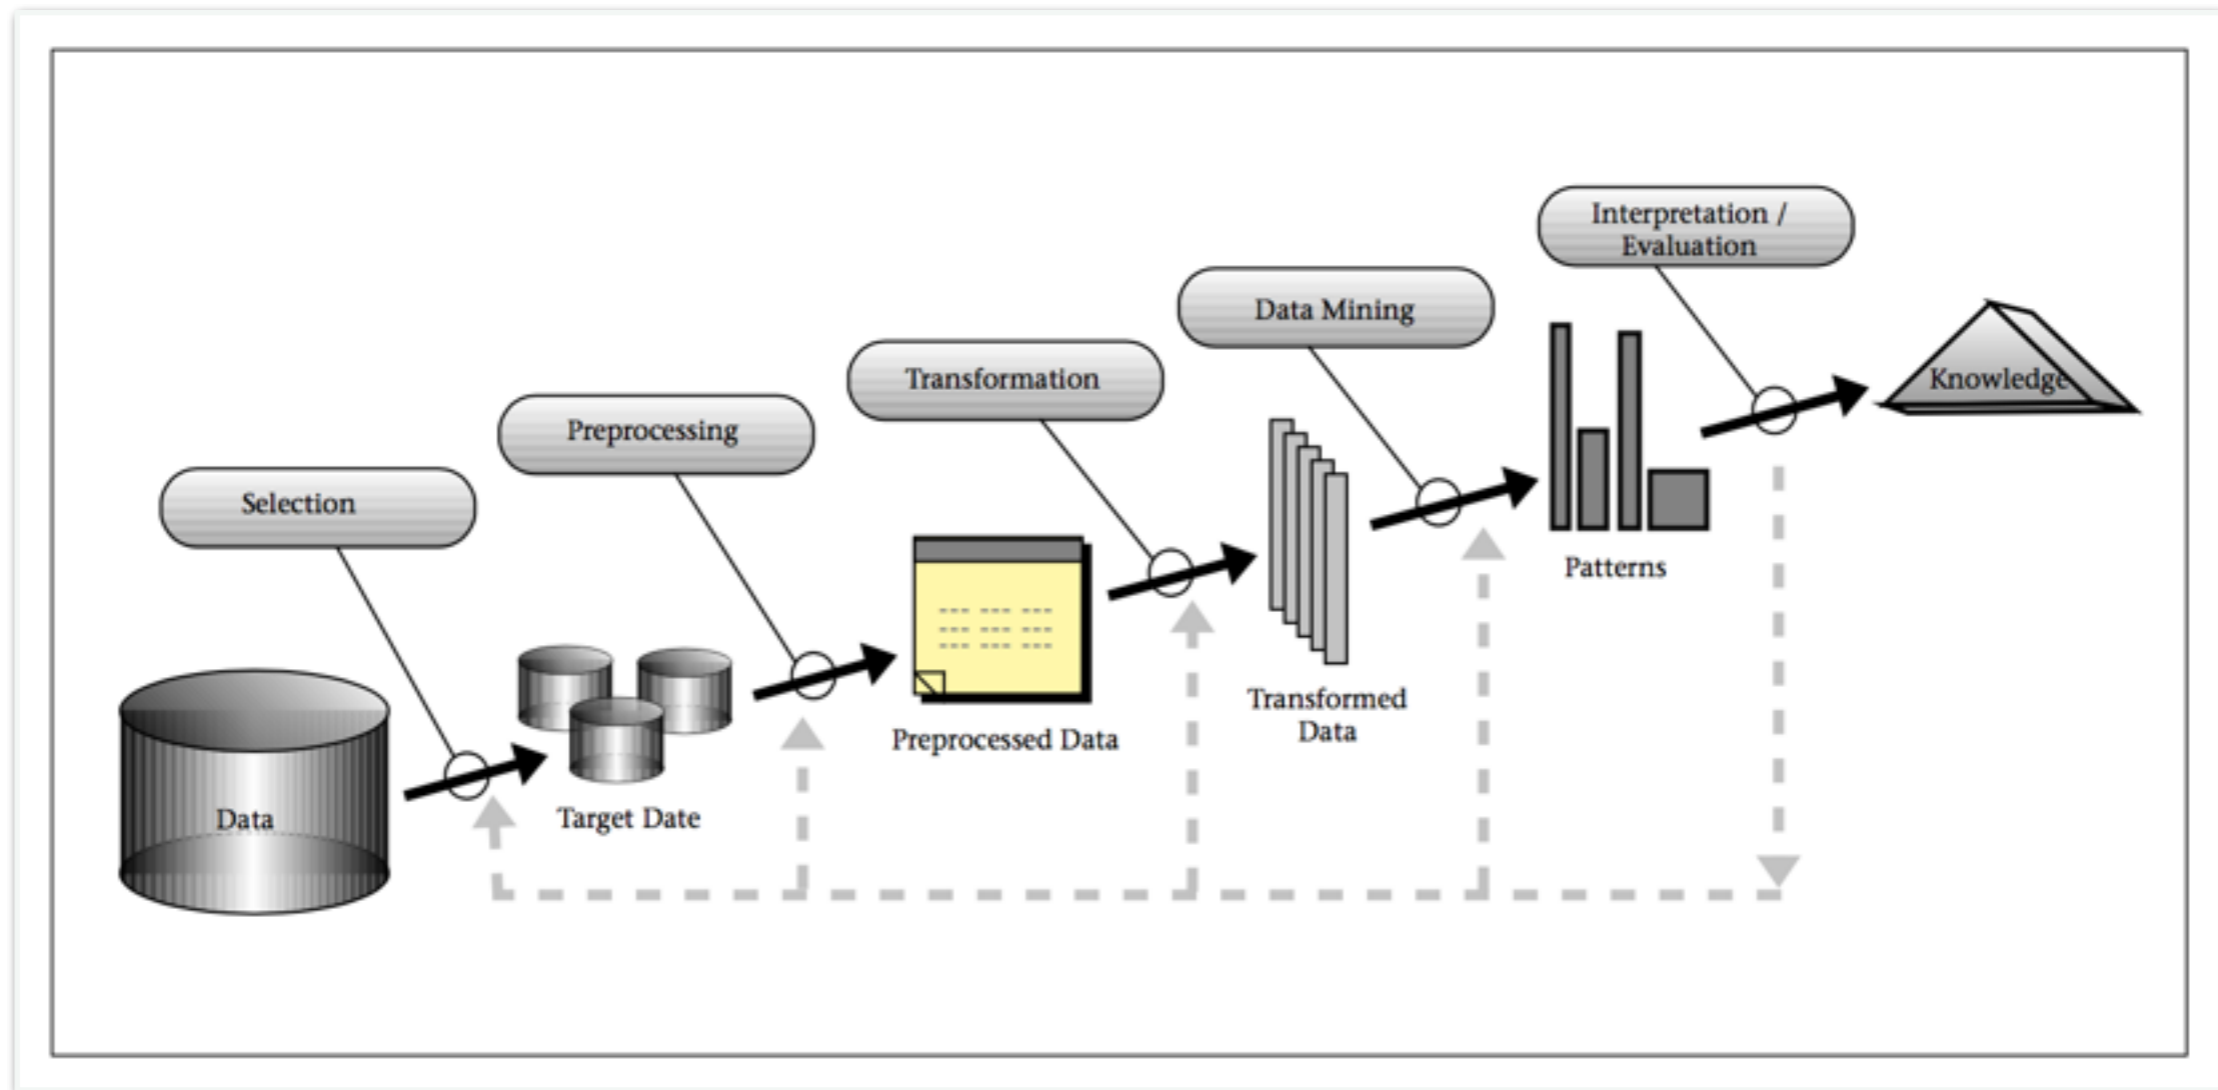 Interpretation /
Evaluation
Data Mining
Transformation
Knowledge
Preprocessing
Selection
Patterns
Transformed
Data
Preprocessed Data
Target Date
Data